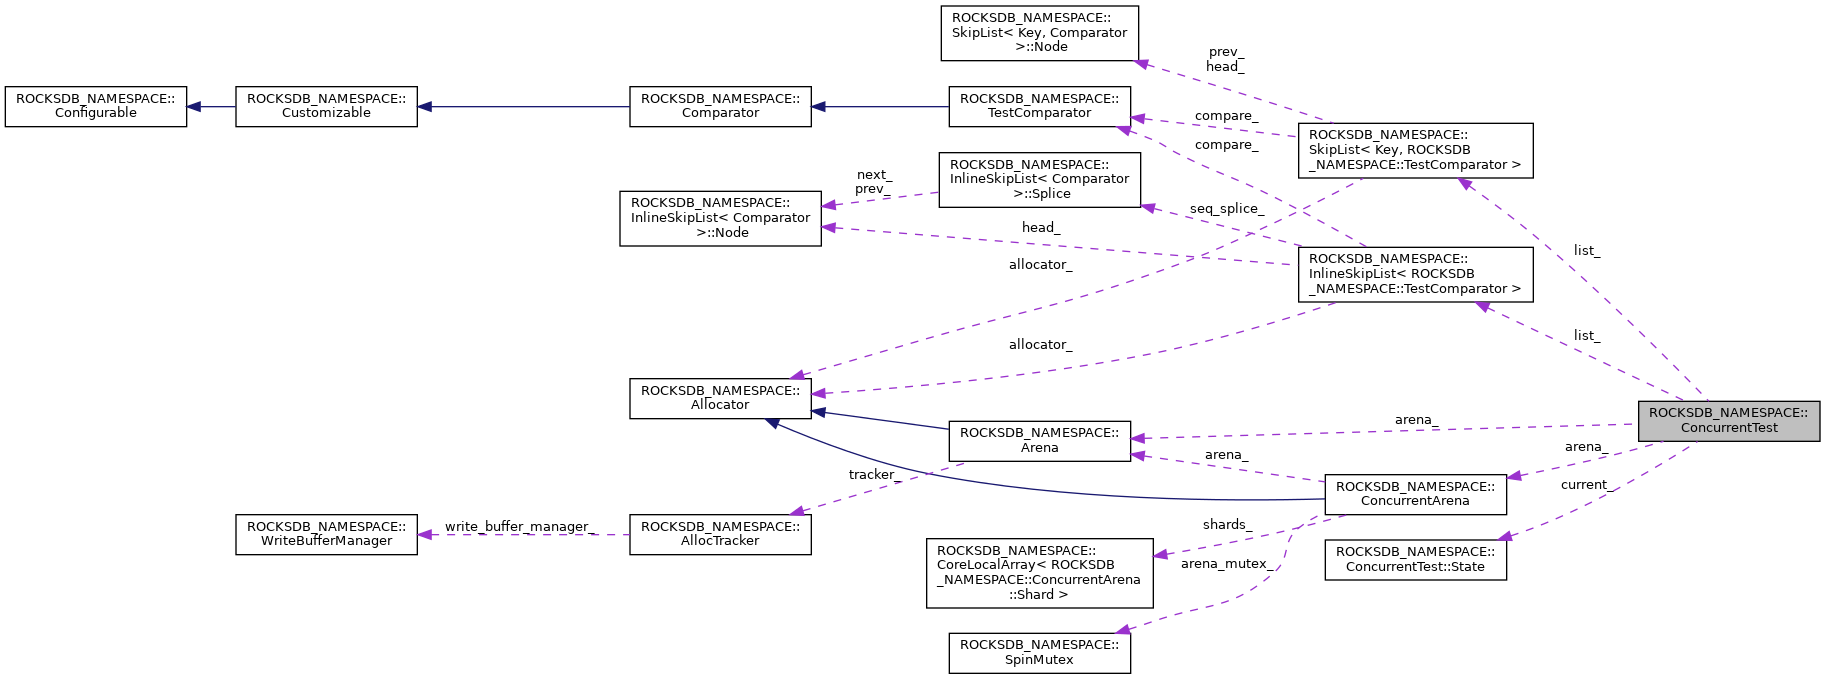 ROCKSDB_NAMESPACE::
SkipList< Key, Comparator
>::Node
prev_
head_
ROCKSDB_NAMESPACE::
Configurable
ROCKSDB_NAMESPACE::
Customizable
ROCKSDB_NAMESPACE::
Comparator
ROCKSDB_NAMESPACE::
TestComparator
compare_
compare_
ROCKSDB_NAMESPACE::
SkipList< Key, ROCKSDB
_NAMESPACE::TestComparator >
ROCKSDB_NAMESPACE::
InlineSkipList< Comparator
>::Splice
next_
prev_
ROCKSDB_NAMESPACE::
InlineSkipList< Comparator
>::Node
seq_splice_
head_
list_
allocator_
ROCKSDB_NAMESPACE::
InlineSkipList< ROCKSDB
_NAMESPACE::TestComparator >
list_
allocator_
ROCKSDB_NAMESPACE::
Allocator
ROCKSDB_NAMESPACE::
ConcurrentTest
arena_
ROCKSDB_NAMESPACE::
Arena
arena_
arena_
tracker_
current_
ROCKSDB_NAMESPACE::
ConcurrentArena
ROCKSDB_NAMESPACE::
WriteBufferManager
write_buffer_manager_
ROCKSDB_NAMESPACE::
AllocTracker
shards_
arena_mutex_
ROCKSDB_NAMESPACE::
CoreLocalArray< ROCKSDB
_NAMESPACE::ConcurrentArena
::Shard >
ROCKSDB_NAMESPACE::
ConcurrentTest::State
ROCKSDB_NAMESPACE::
SpinMutex